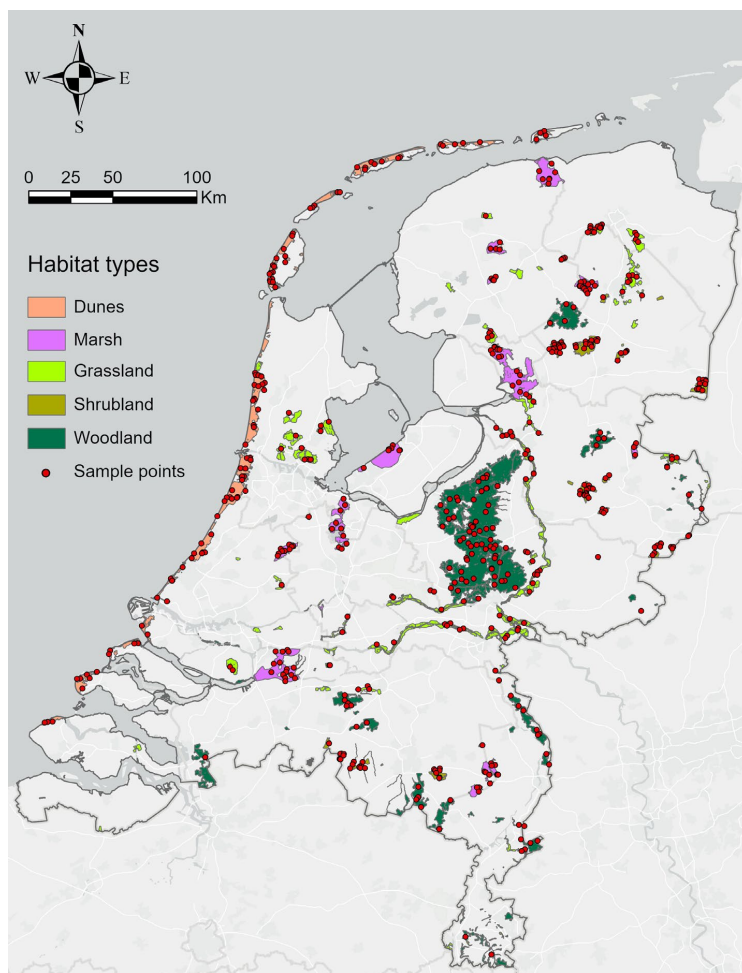 N
W E
S
0 25 50 100
Km
Habitat types
Dunes
Marsh
Grassland
Shrubland
Woodland
Sample points